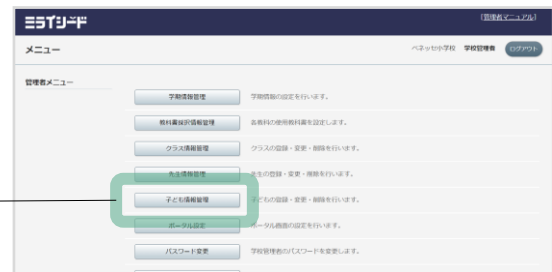 ミライシード
[管理者マニュアル]
メニュー
ベネッセ小学校 学校管理者 ログアウト
管理者メニュー
学期情報管理 学期情報の設定を行います。
教科書採択情報管理 各教科の使用教科書を設定します。
クラス情報管理 クラスの登録・変更・削除を行います。
先生情報管理 先生の登録・変更・削除を行います。
子ども情報管理 子どもの登録・変更・削除を行います。
ポータル設定 ポータル画面の設定を行います。
パスワード変更 学校管理者のパスワードを変更します。